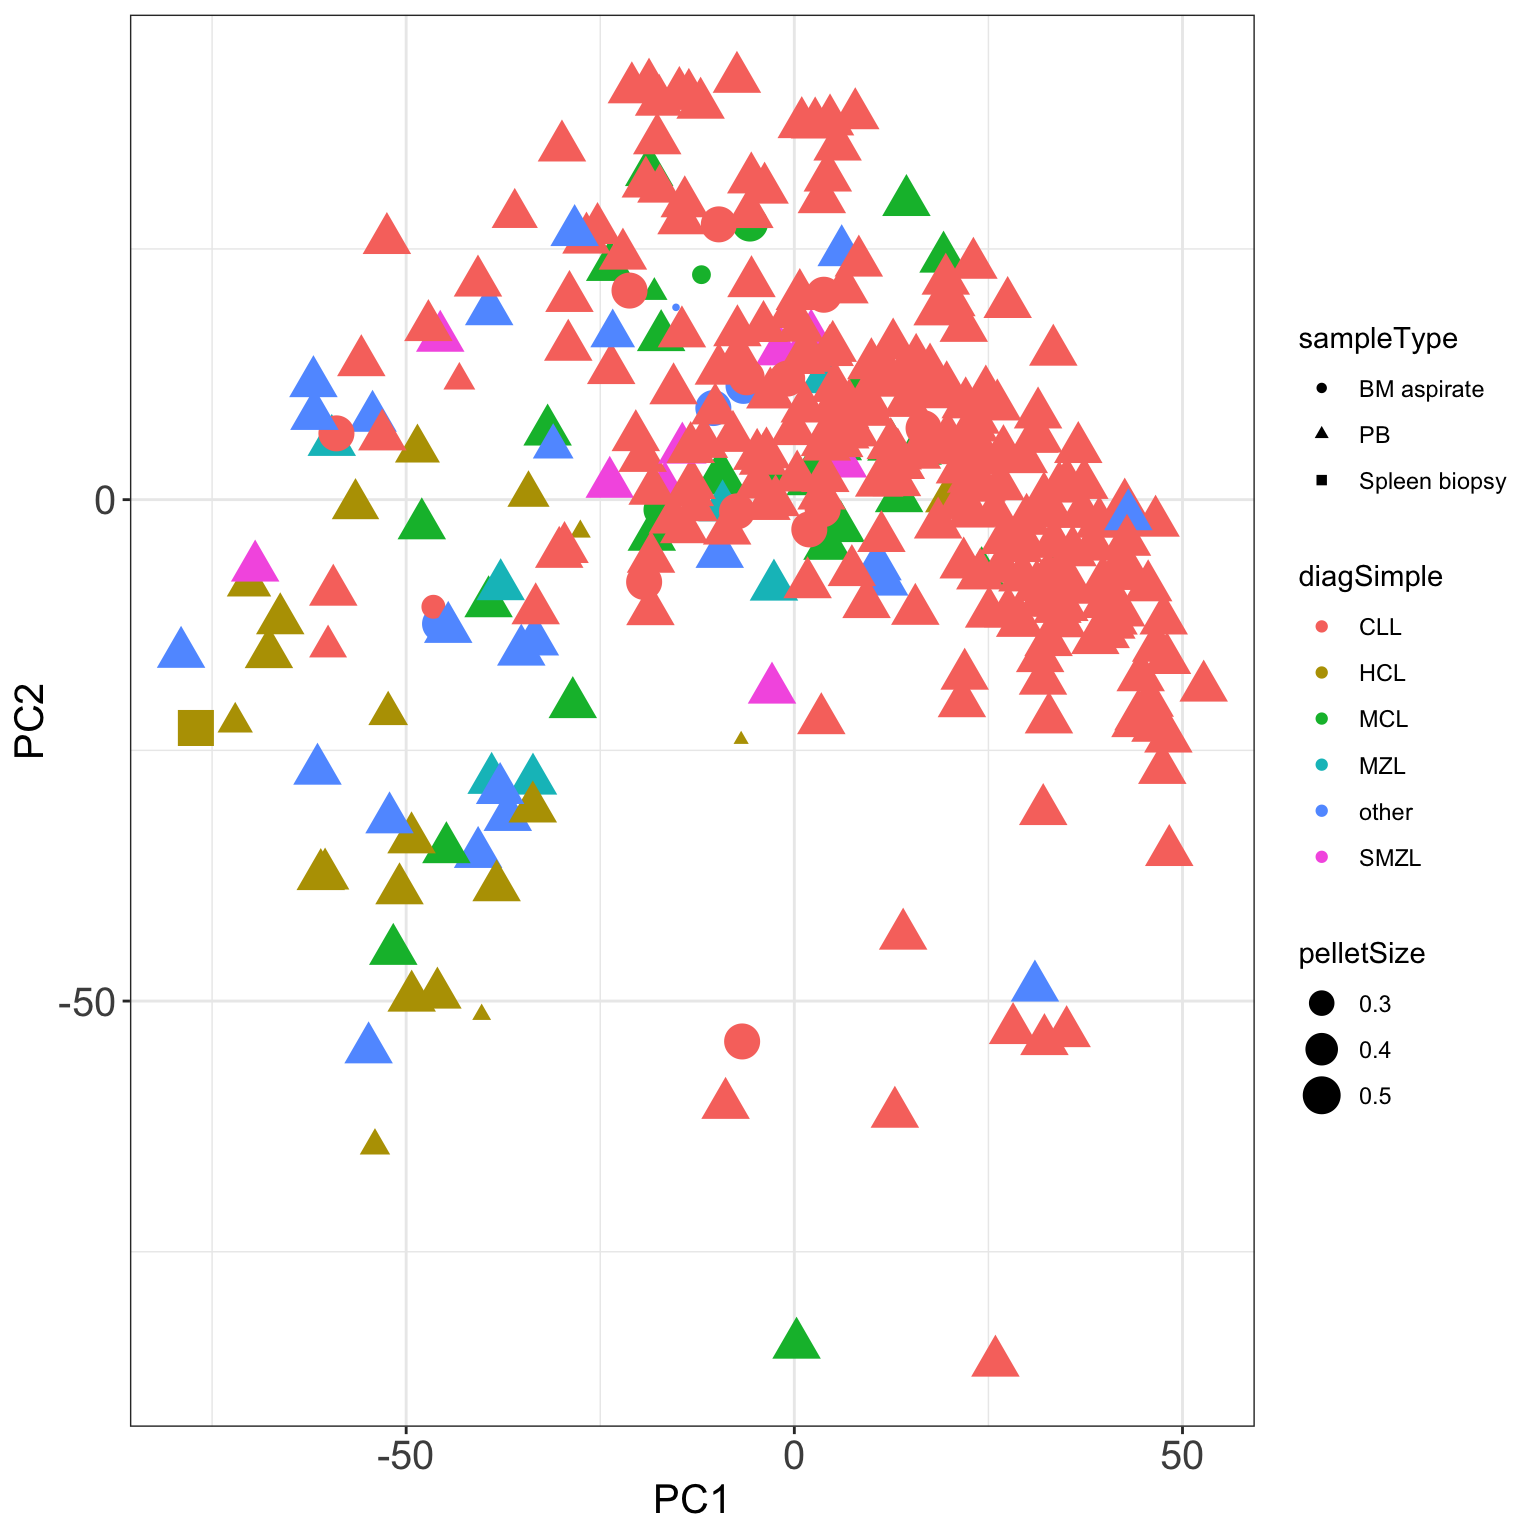 0
-50
PC2
-50
0
50
PC1
sampleType
BM aspirate
PB
Spleen biopsy
diagSimple
CLL
HCL
MCL
MZL
other
SMZL
pelletSize
0.3
0.4
0.5